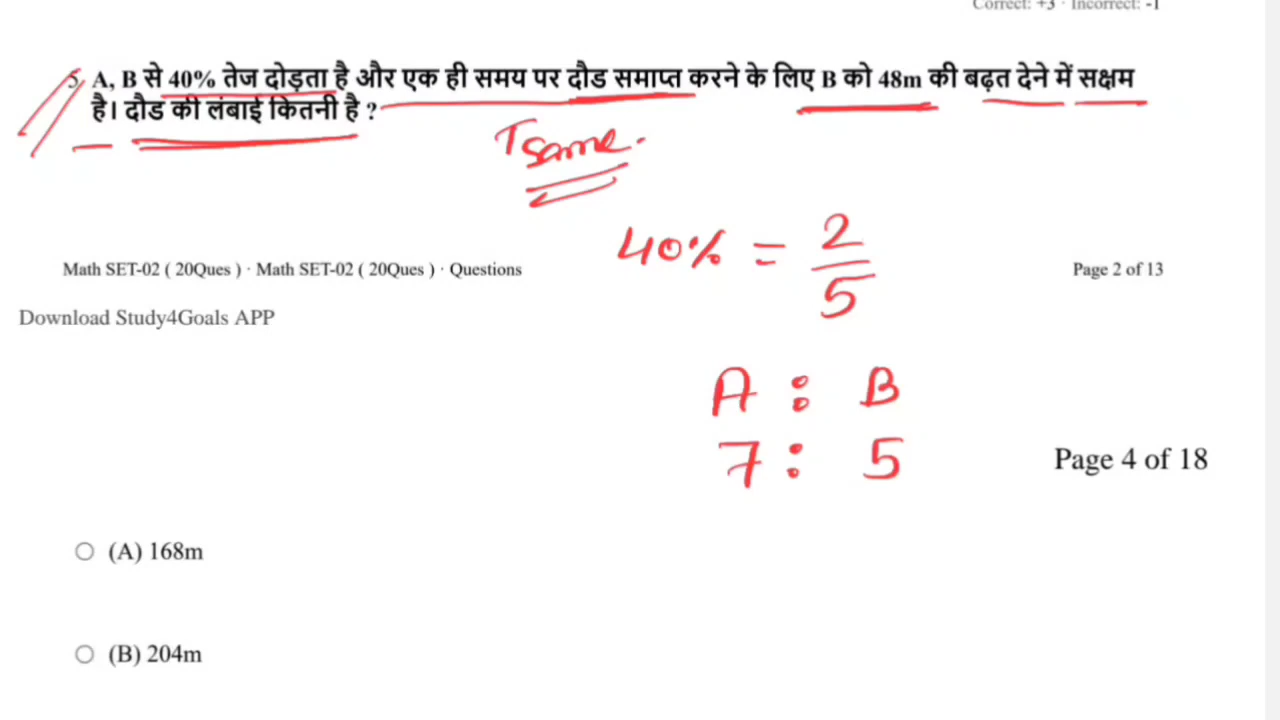 Correct: +3 · Incorrect: -1
5. A, B से 40% तेज दोड़ता है और एक ही समय पर दौड समाप्त करने के लिए B को 48m की बढ़त देने में सक्षम
है। दौड की लंबाई कितनी है ?
T same.
40% = 2/5
Math SET-02 ( 20Ques ) · Math SET-02 ( 20Ques ) · Questions
Page 2 of 13
Download Study4Goals APP
A : B
7 : 5
Page 4 of 18
(A) 168m
(B) 204m